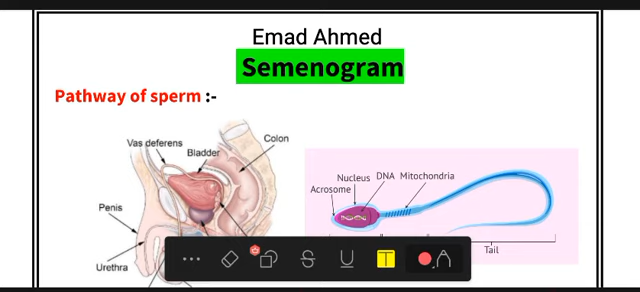 Emad Ahmed
Semenogram
Pathway of sperm :-
Vas deferens
Bladder
Colon
Penis
Urethra
Nucleus
DNA
Mitochondria
Acrosome
Tail